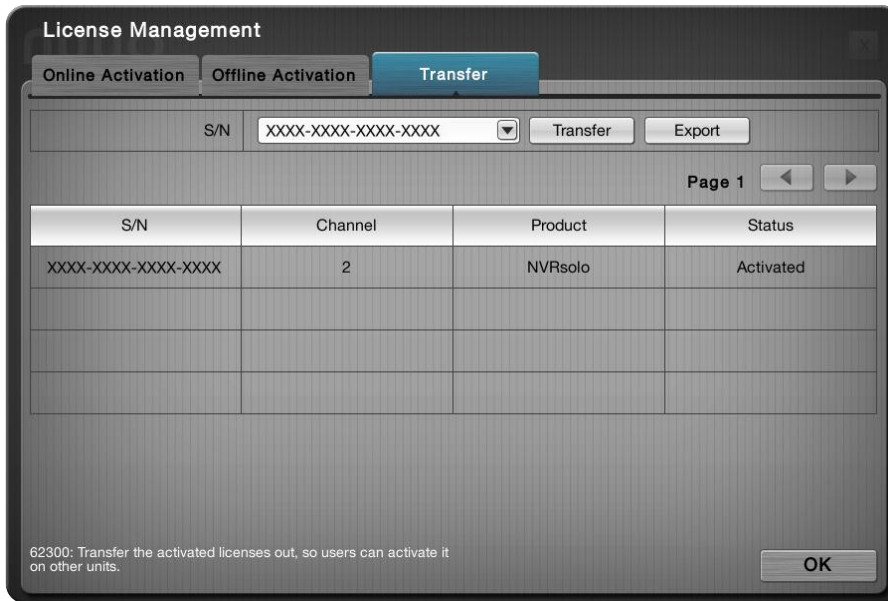 License Management
Online Activation
Offline Activation
Transfer
S/N
XXXX-XXXX-XXXX-XXXX
Transfer
Export
Page 1
S/N
Channel
Product
Status
XXXX-XXXX-XXXX-XXXX
2
NVRsolo
Activated
62300: Transfer the activated licenses out, so users can activate it
on other units.
OK